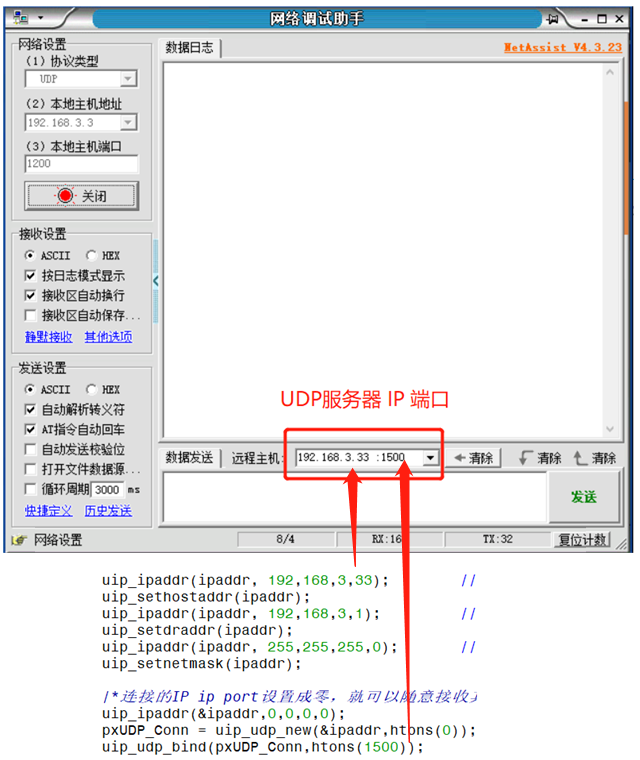 网络调试助手
网络设置
(1) 协议类型
UDP
(2) 本地主机地址
192.168.3.3
(3) 本地主机端口
1200
关闭
接收设置
ASCII HEX
按日志模式显示
接收区自动换行
接收区自动保存...
静默接收 其他选项
发送设置
ASCII HEX
自动解析转义符
AT指令自动回车
自动发送校验位
打开文件数据源...
循环周期 3000 ms
快捷定义 历史发送
数据日志 NetAssist V4.3.23
UDP服务器 IP 端口
数据发送 远程主机: 192.168.3.33 :1500 清除 清除 清除
发送
网络设置 8/4 RX:16 TX:32 复位计数
uip_ipaddr(ipaddr, 192,168,3,33); //
uip_sethostaddr(ipaddr);
uip_ipaddr(ipaddr, 192,168,3,1); //
uip_setdraddr(ipaddr);
uip_ipaddr(ipaddr, 255,255,255,0); //
uip_setnetmask(ipaddr);
/*连接的IP ip port设置成零，就可以随意接收
uip_ipaddr(&ipaddr,0,0,0,0);
pxUDP_Conn = uip_udp_new(&ipaddr,htons(0));
uip_udp_bind(pxUDP_Conn,htons(1500));